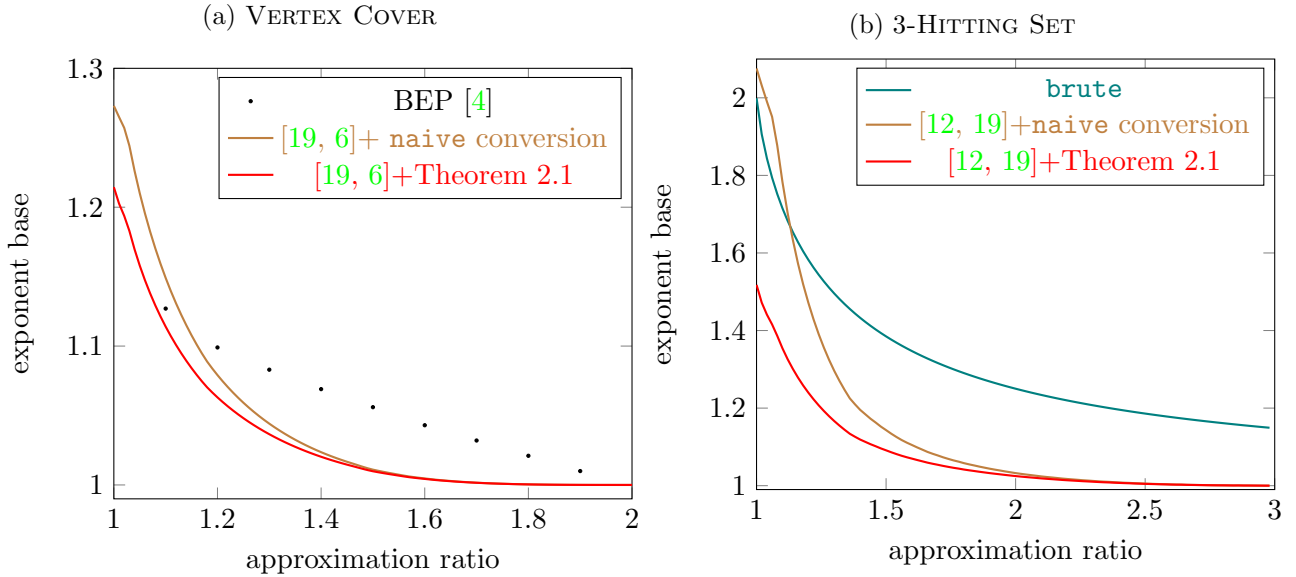 (a) VERTEX COVER
1.3
1.2
1.1
1
exponent base
BEP [4]
[19, 6]+ naive conversion
[19, 6]+Theorem 2.1
1
1.2
1.4
1.6
1.8
2
approximation ratio
(b) 3-HITTING SET
2
1.8
1.6
1.4
1.2
1
exponent base
brute
[12, 19]+naive conversion
[12, 19]+Theorem 2.1
1
1.5
2
2.5
3
approximation ratio